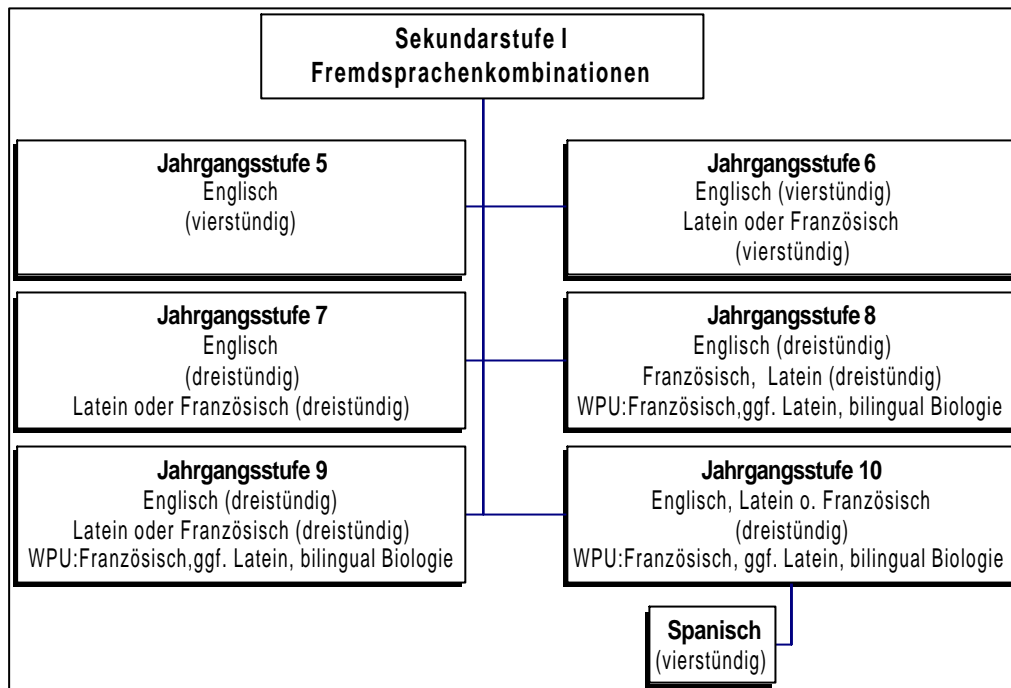 Sekundarstufe I
Fremdsprachenkombinationen
Jahrgangsstufe 5
Englisch
(vierstündig)
Jahrgangsstufe 6
Englisch (vierstündig)
Latein oder Französisch
(vierstündig)
Jahrgangsstufe 7
Englisch
(dreistündig)
Latein oder Französisch (dreistündig)
Jahrgangsstufe 8
Englisch (dreistündig)
Französisch, Latein (dreistündig)
WPU:Französisch,ggf. Latein, bilingual Biologie
Jahrgangsstufe 9
Englisch (dreistündig)
Latein oder Französisch (dreistündig)
WPU:Französisch,ggf. Latein, bilingual Biologie
Jahrgangsstufe 10
Englisch, Latein o. Französisch
(dreistündig)
WPU:Französisch, ggf. Latein, bilingual Biologie
Spanisch
(vierstündig)